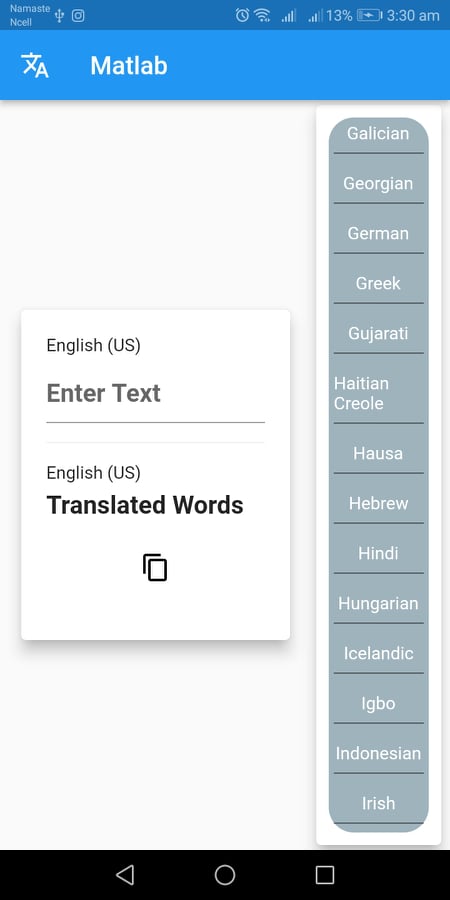 Namaste
Ncell
13%
3:30 am
Matlab
English (US)
Enter Text
English (US)
Translated Words
Galician
Georgian
German
Greek
Gujarati
Haitian
Creole
Hausa
Hebrew
Hindi
Hungarian
Icelandic
Igbo
Indonesian
Irish